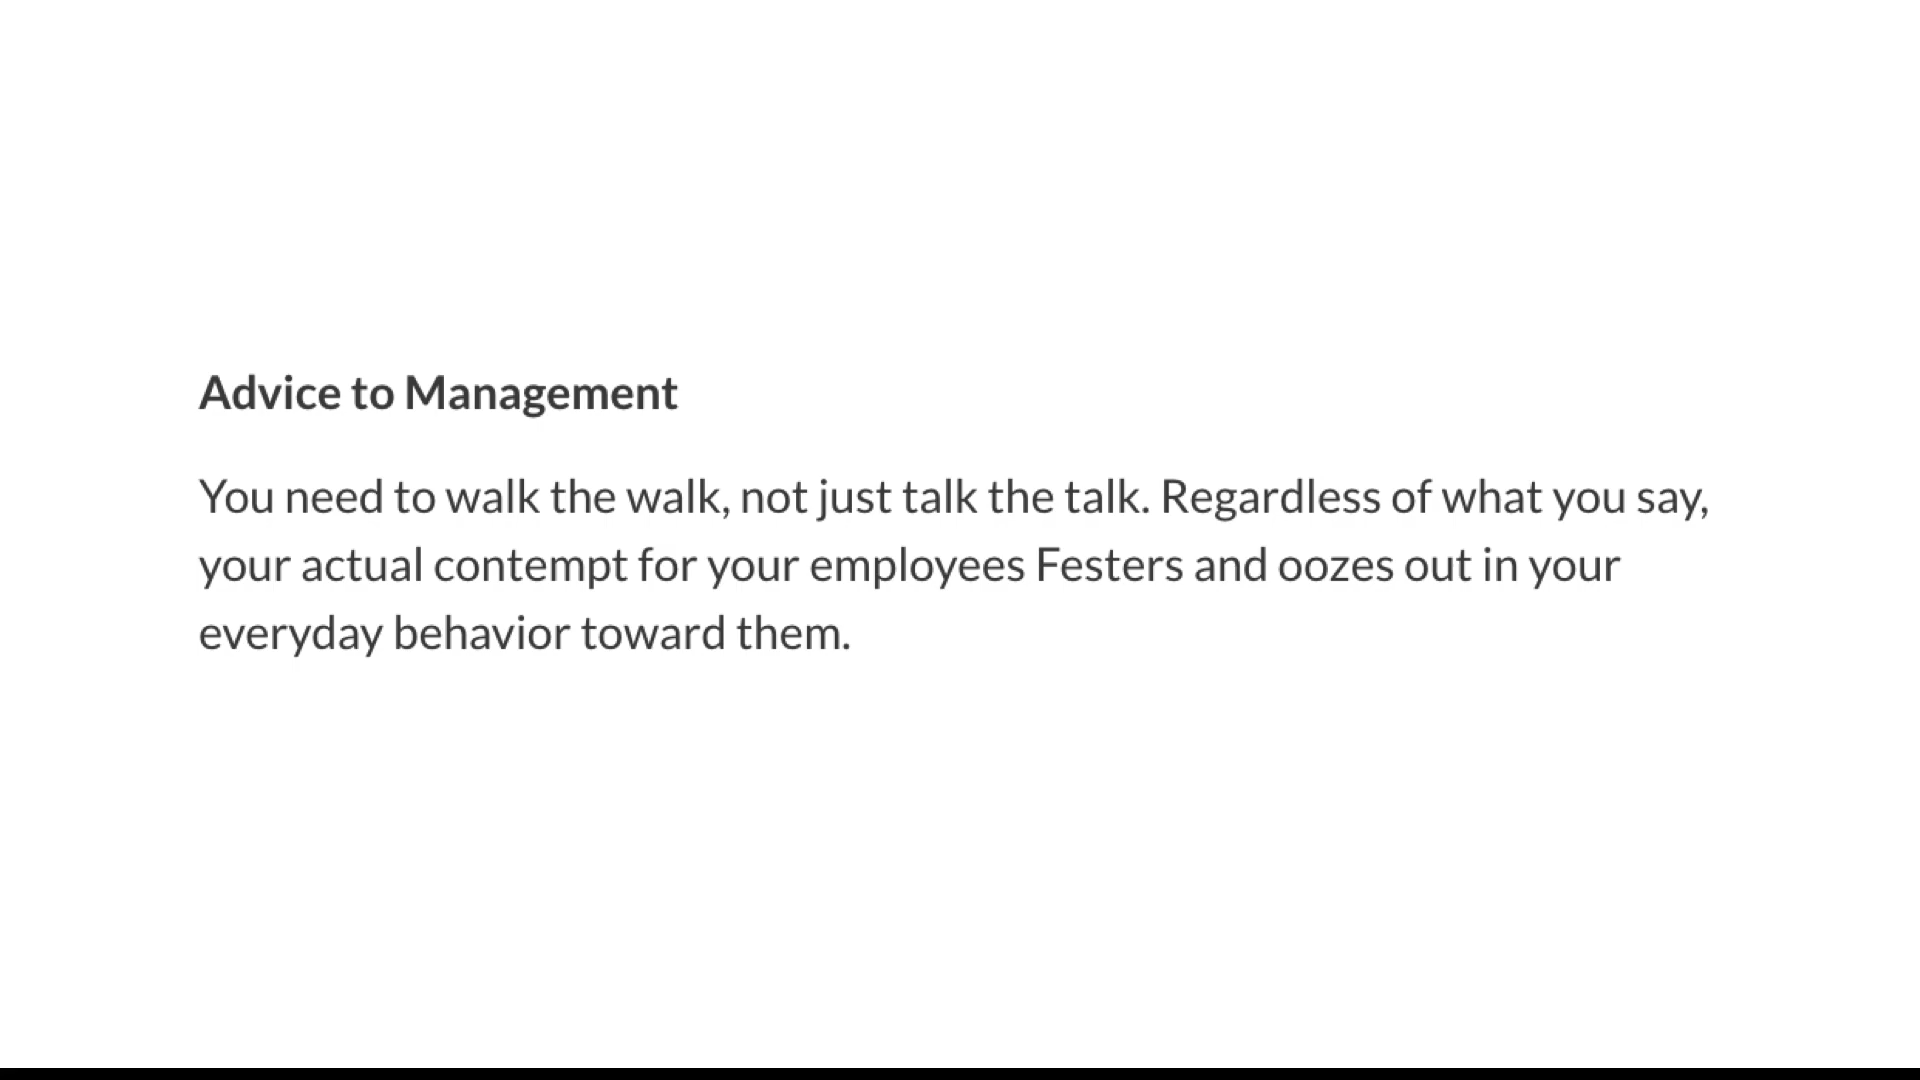 Advice to Management
You need to walk the walk, not just talk the talk. Regardless of what you say,
your actual contempt for your employees Festers and oozes out in your
everyday behavior toward them.